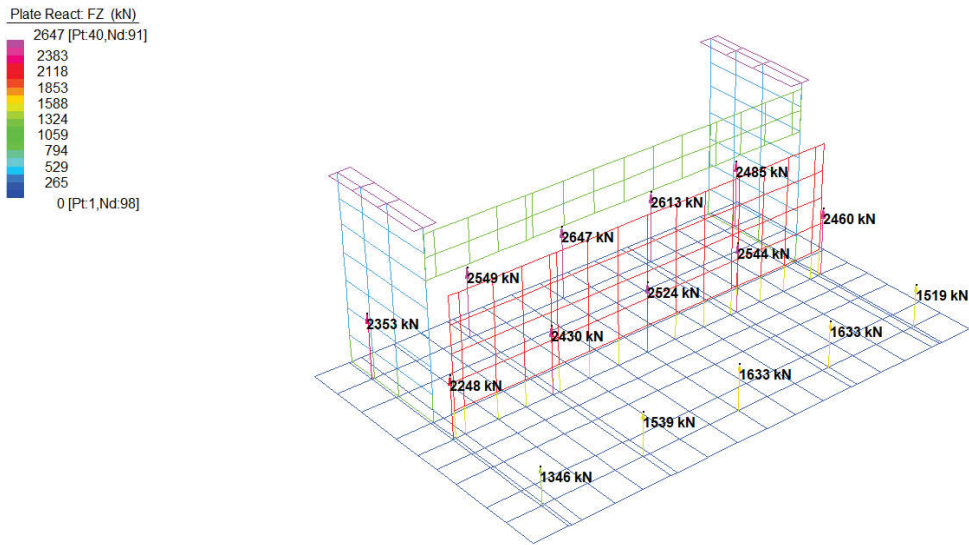 Plate React: FZ (kN)
2647 [Pt:40,Nd:91]
2383
2118
1853
1588
1324
1059
794
529
265
0 [Pt:1,Nd:98]
2485 kN
2613 kN
2460 kN
2647 kN
2544 kN
2549 kN
2524 kN
1519 kN
2353 kN
2430 kN
1633 kN
1633 kN
2248 kN
1539 kN
1346 kN